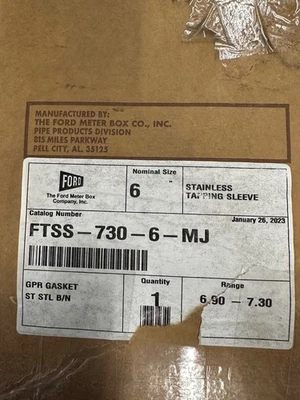 MANUFACTURED BY:
THE FORD METER BOX CO., INC.
PIPE PRODUCTS DIVISION
815 MILES PARKWAY
PELL CITY, AL. 35125
FORD
The Ford Meter Box
Company, Inc.
Nominal Size
6
STAINLESS
TAPPING SLEEVE
Catalog Number
January 26, 2023
FTSS-730-6-MJ
GPR GASKET
ST STL B/N
Quantity
1
Range
6.90 - 7.30